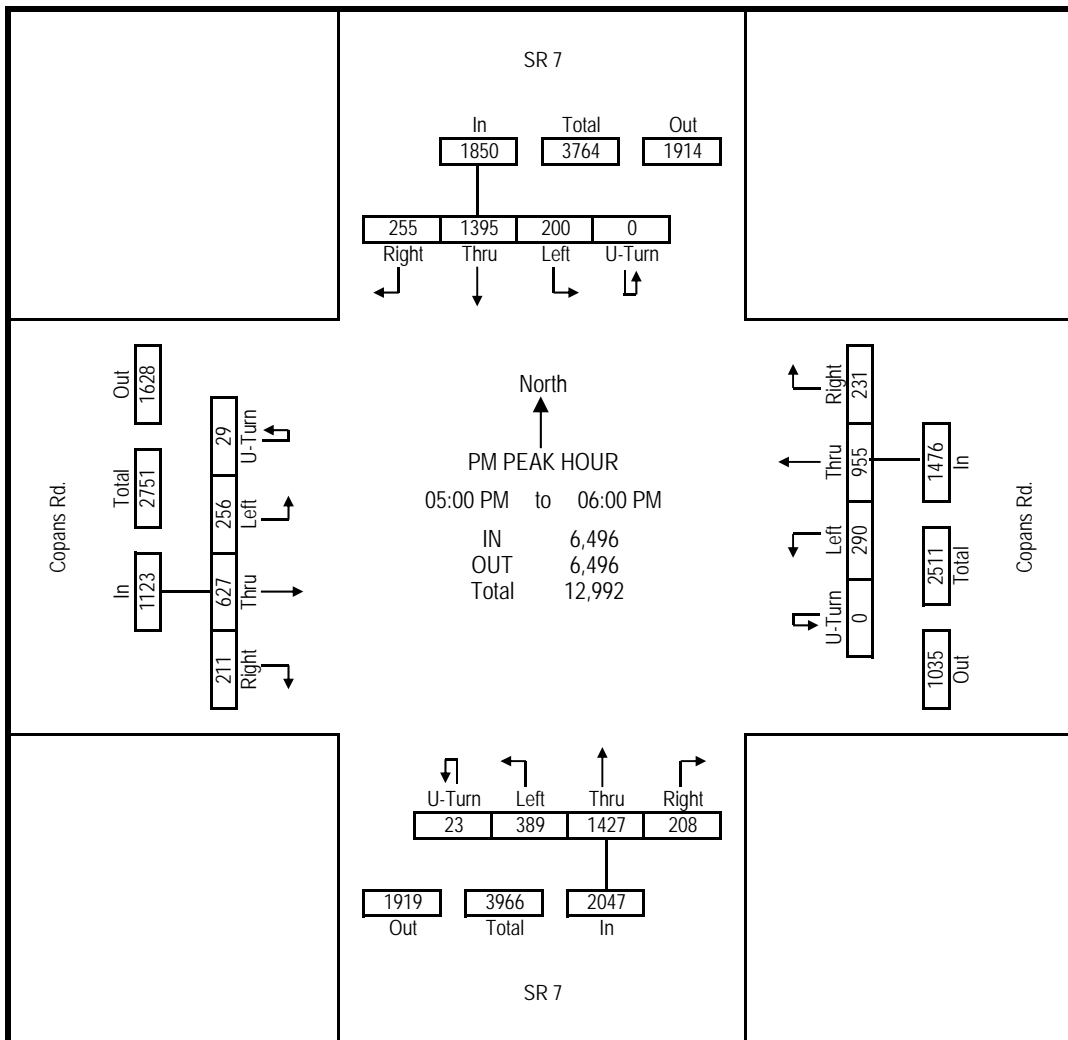 SR 7
In Total Out
1850 3764 1914
255 1395 200 0
Right Thru Left U-Turn
Copans Rd.
Out 1628
Total 2751
In 1123
29 U-Turn
256 Left
627 Thru
211 Right
North
PM PEAK HOUR
05:00 PM to 06:00 PM
IN 6,496
OUT 6,496
Total 12,992
Right 231
Thru 955
Left 290
U-Turn 0
1476 In
2511 Total
1035 Out
Copans Rd.
U-Turn Left Thru Right
23 389 1427 208
1919 3966 2047
Out Total In
SR 7